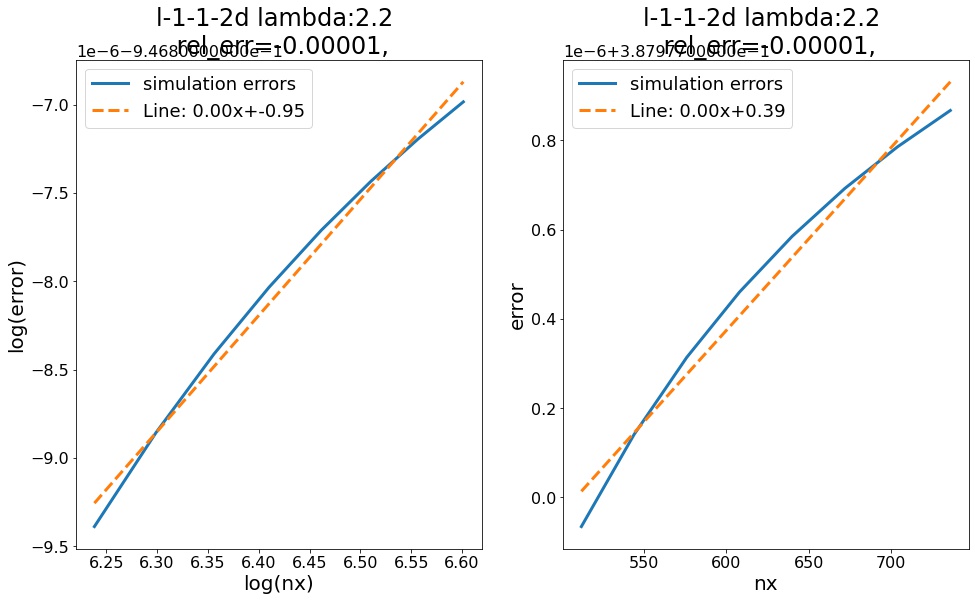 l-1-1-2d lambda:2.2
rel_err=-0.00001,
1e−6−9.4680000000e−1
simulation errors
Line: 0.00x+-0.95
−7.0
−7.5
−8.0
−8.5
−9.0
−9.5
log(error)
6.25 6.30 6.35 6.40 6.45 6.50 6.55 6.60
log(nx)
l-1-1-2d lambda:2.2
rel_err=-0.00001,
1e−6+3.8797700000e−1
simulation errors
Line: 0.00x+0.39
0.8
0.6
0.4
0.2
0.0
error
550 600 650 700
nx